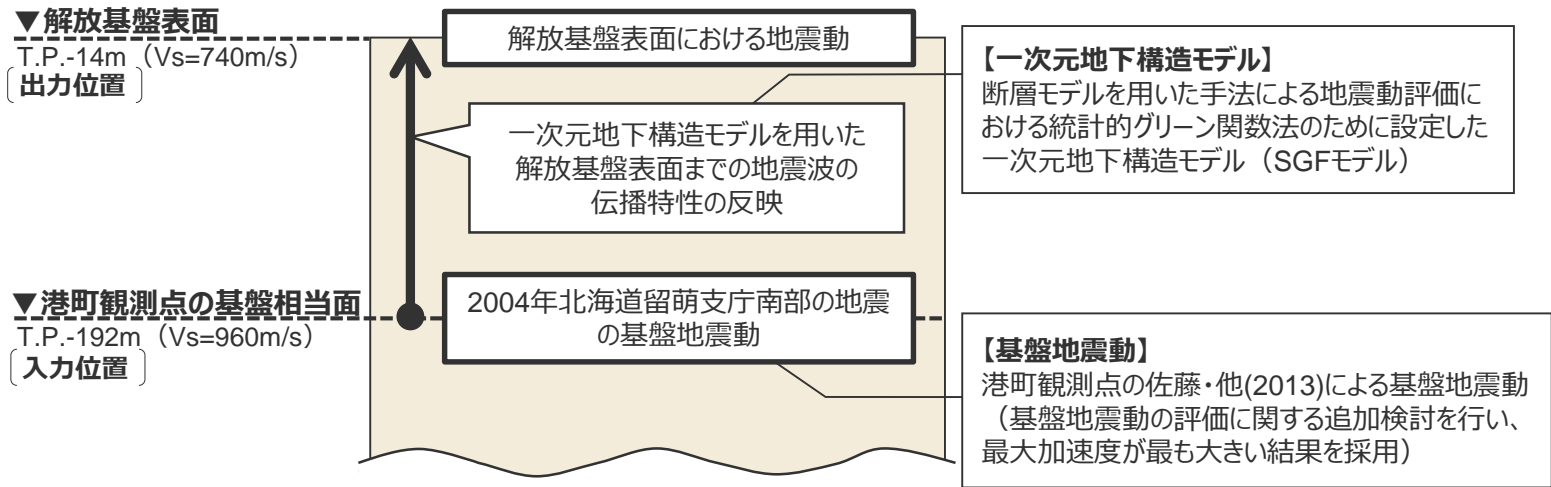 ▼解放基盤表面
T.P.-14m（Vs=740m/s）
出力位置
解放基盤表面における地震動
【一次元地下構造モデル】
断層モデルを用いた手法による地震動評価に
おける統計的グリーン関数法のために設定した
一次元地下構造モデル（SGFモデル）
一次元地下構造モデルを用いた
解放基盤表面までの地震波の
伝播特性の反映
▼港町観測点の基盤相当面
T.P.-192m（Vs=960m/s）
入力位置
2004年北海道留萌支庁南部の地震
の基盤地震動
【基盤地震動】
港町観測点の佐藤・他(2013)による基盤地震動
（基盤地震動の評価に関する追加検討を行い、
最大加速度が最も大きい結果を採用）